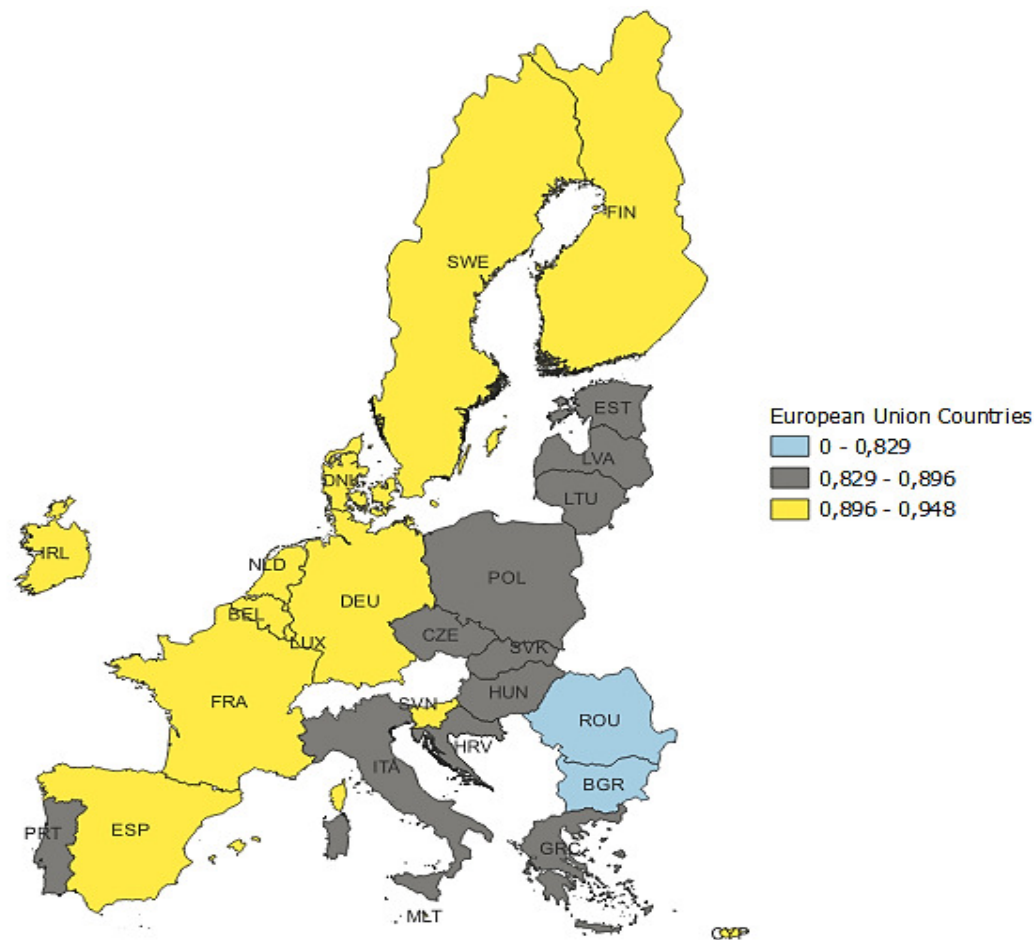 FIN
SWE
EST
LVA
LTU
DNK
IRL
NLD
POL
DEU
BEL
CZE
LUX
SVK
HUN
FRA
SVN
ROU
HRV
ITA
BGR
PRT
ESP
GRC
MLT
CYP
European Union Countries
0 - 0,829
0,829 - 0,896
0,896 - 0,948